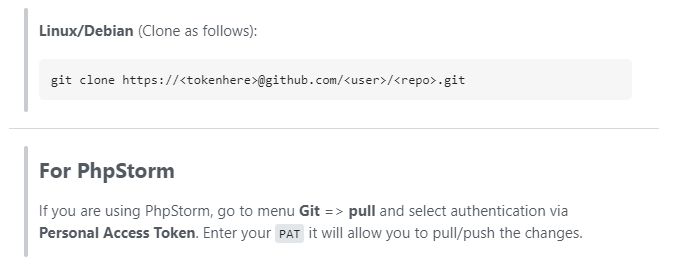 Linux/Debian (Clone as follows):
git clone https://<tokenhere>@github.com/<user>/<repo>.git
For PhpStorm
If you are using PhpStorm, go to menu Git => pull and select authentication via
Personal Access Token. Enter your PAT it will allow you to pull/push the changes.